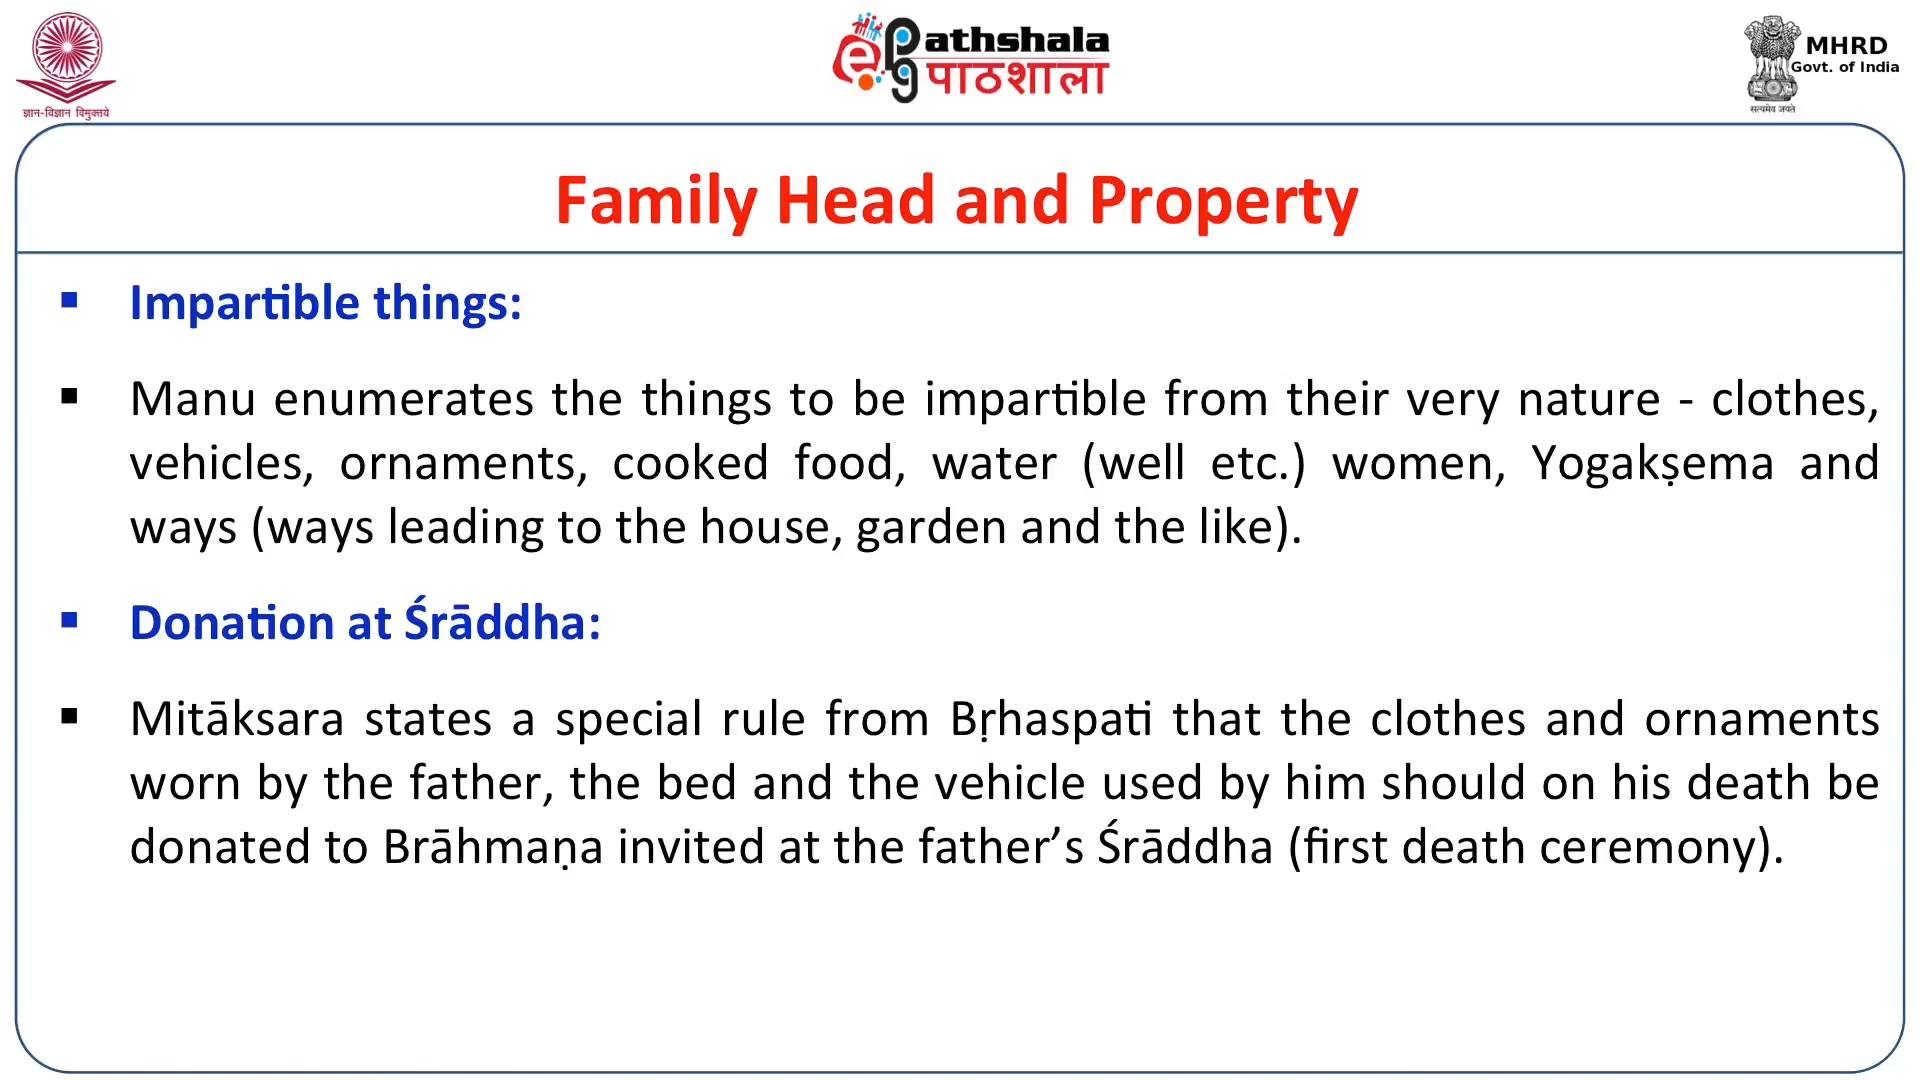 ज्ञान-विज्ञान विमुक्तये
ePathshala
pg पाठशाला
MHRD
Govt. of India
सत्यमेव जयते
Family Head and Property
▪ Impartible things:
▪ Manu enumerates the things to be impartible from their very nature - clothes,
vehicles, ornaments, cooked food, water (well etc.) women, Yogakṣema and
ways (ways leading to the house, garden and the like).
▪ Donation at Śrāddha:
▪ Mitāksara states a special rule from Bṛhaspati that the clothes and ornaments
worn by the father, the bed and the vehicle used by him should on his death be
donated to Brāhmaṇa invited at the father’s Śrāddha (first death ceremony).